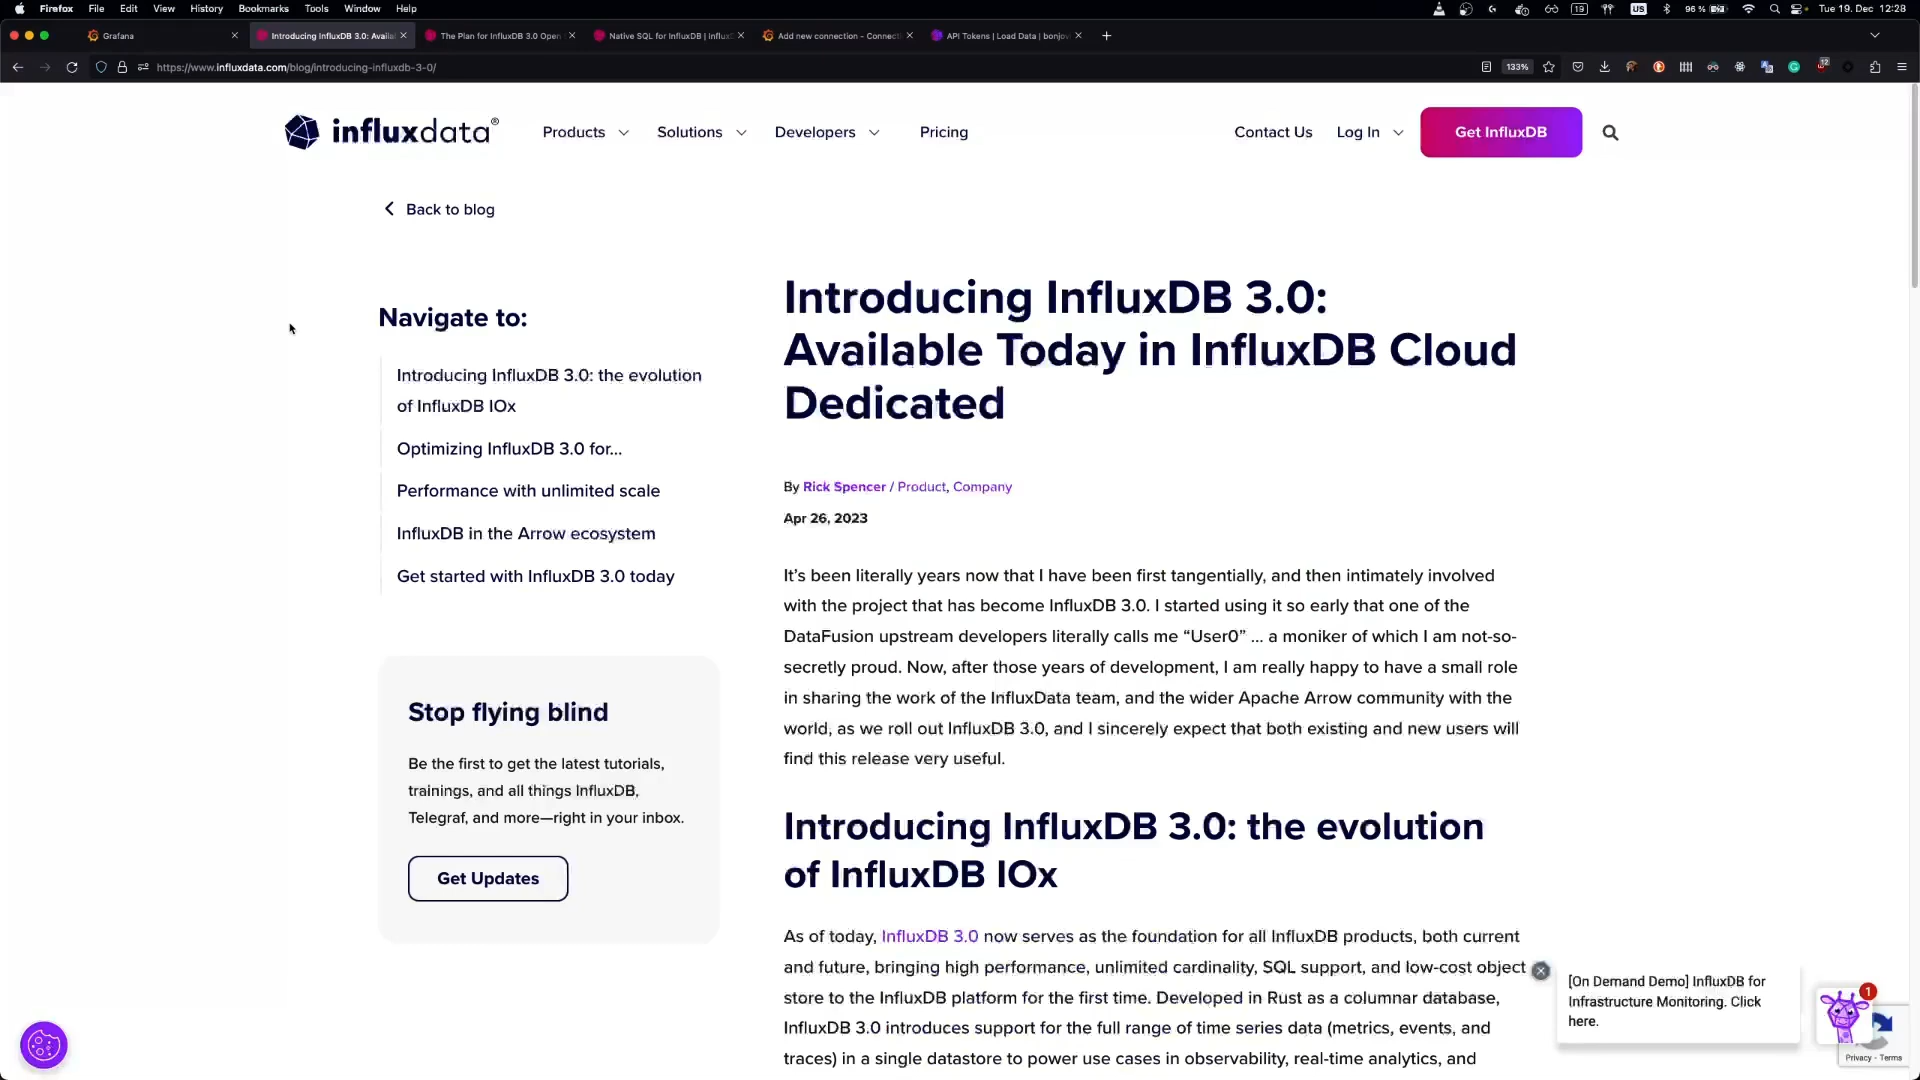 Firefox File Edit View History Bookmarks Tools Window Help
19 US 96 % Tue 19. Dec 12:28
Grafana
Introducing InfluxDB 3.0: Availa
The Plan for InfluxDB 3.0 Open
Native SQL for InfluxDB | Influx
Add new connection - Connecti
API Tokens | Load Data | bonjov
https://www.influxdata.com/blog/introducing-influxdb-3-0/
133%
12
influxdata®
Products
Solutions
Developers
Pricing
Contact Us
Log In
Get InfluxDB
Back to blog
Navigate to:
Introducing InfluxDB 3.0: the evolution
of InfluxDB IOx
Optimizing InfluxDB 3.0 for...
Performance with unlimited scale
InfluxDB in the Arrow ecosystem
Get started with InfluxDB 3.0 today
Stop flying blind
Be the first to get the latest tutorials,
trainings, and all things InfluxDB,
Telegraf, and more—right in your inbox.
Get Updates
Introducing InfluxDB 3.0:
Available Today in InfluxDB Cloud
Dedicated
By Rick Spencer / Product, Company
Apr 26, 2023
It’s been literally years now that I have been first tangentially, and then intimately involved
with the project that has become InfluxDB 3.0. I started using it so early that one of the
DataFusion upstream developers literally calls me “User0” ... a moniker of which I am not-so-
secretly proud. Now, after those years of development, I am really happy to have a small role
in sharing the work of the InfluxData team, and the wider Apache Arrow community with the
world, as we roll out InfluxDB 3.0, and I sincerely expect that both existing and new users will
find this release very useful.
Introducing InfluxDB 3.0: the evolution
of InfluxDB IOx
As of today, InfluxDB 3.0 now serves as the foundation for all InfluxDB products, both current
and future, bringing high performance, unlimited cardinality, SQL support, and low-cost object
store to the InfluxDB platform for the first time. Developed in Rust as a columnar database,
InfluxDB 3.0 introduces support for the full range of time series data (metrics, events, and
traces) in a single datastore to power use cases in observability, real-time analytics, and
[On Demand Demo] InfluxDB for
Infrastructure Monitoring. Click
here.
1
Privacy - Terms